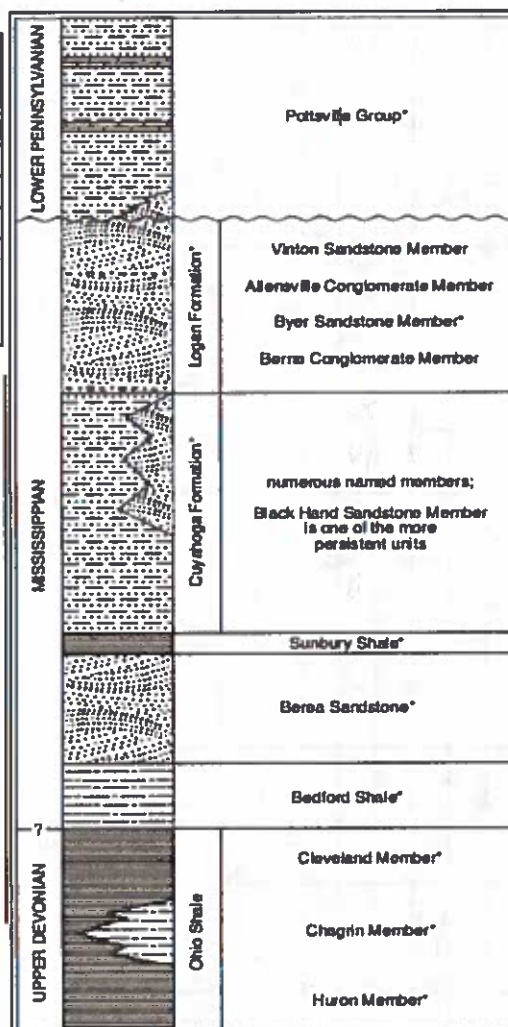 LOWER PENNSYLVANIAN
Pottsville Group*
MISSISSIPPIAN
Logan Formation*
Vinton Sandstone Member
Allensville Conglomerate Member
Byer Sandstone Member*
Berne Conglomerate Member
Cuyahoga Formation*
numerous named members;
Black Hand Sandstone Member
is one of the more
persistent units
Sunbury Shale*
Berea Sandstone*
Bedford Shale*
?
UPPER DEVONIAN
Ohio Shale
Cleveland Member*
Chagrin Member*
Huron Member*